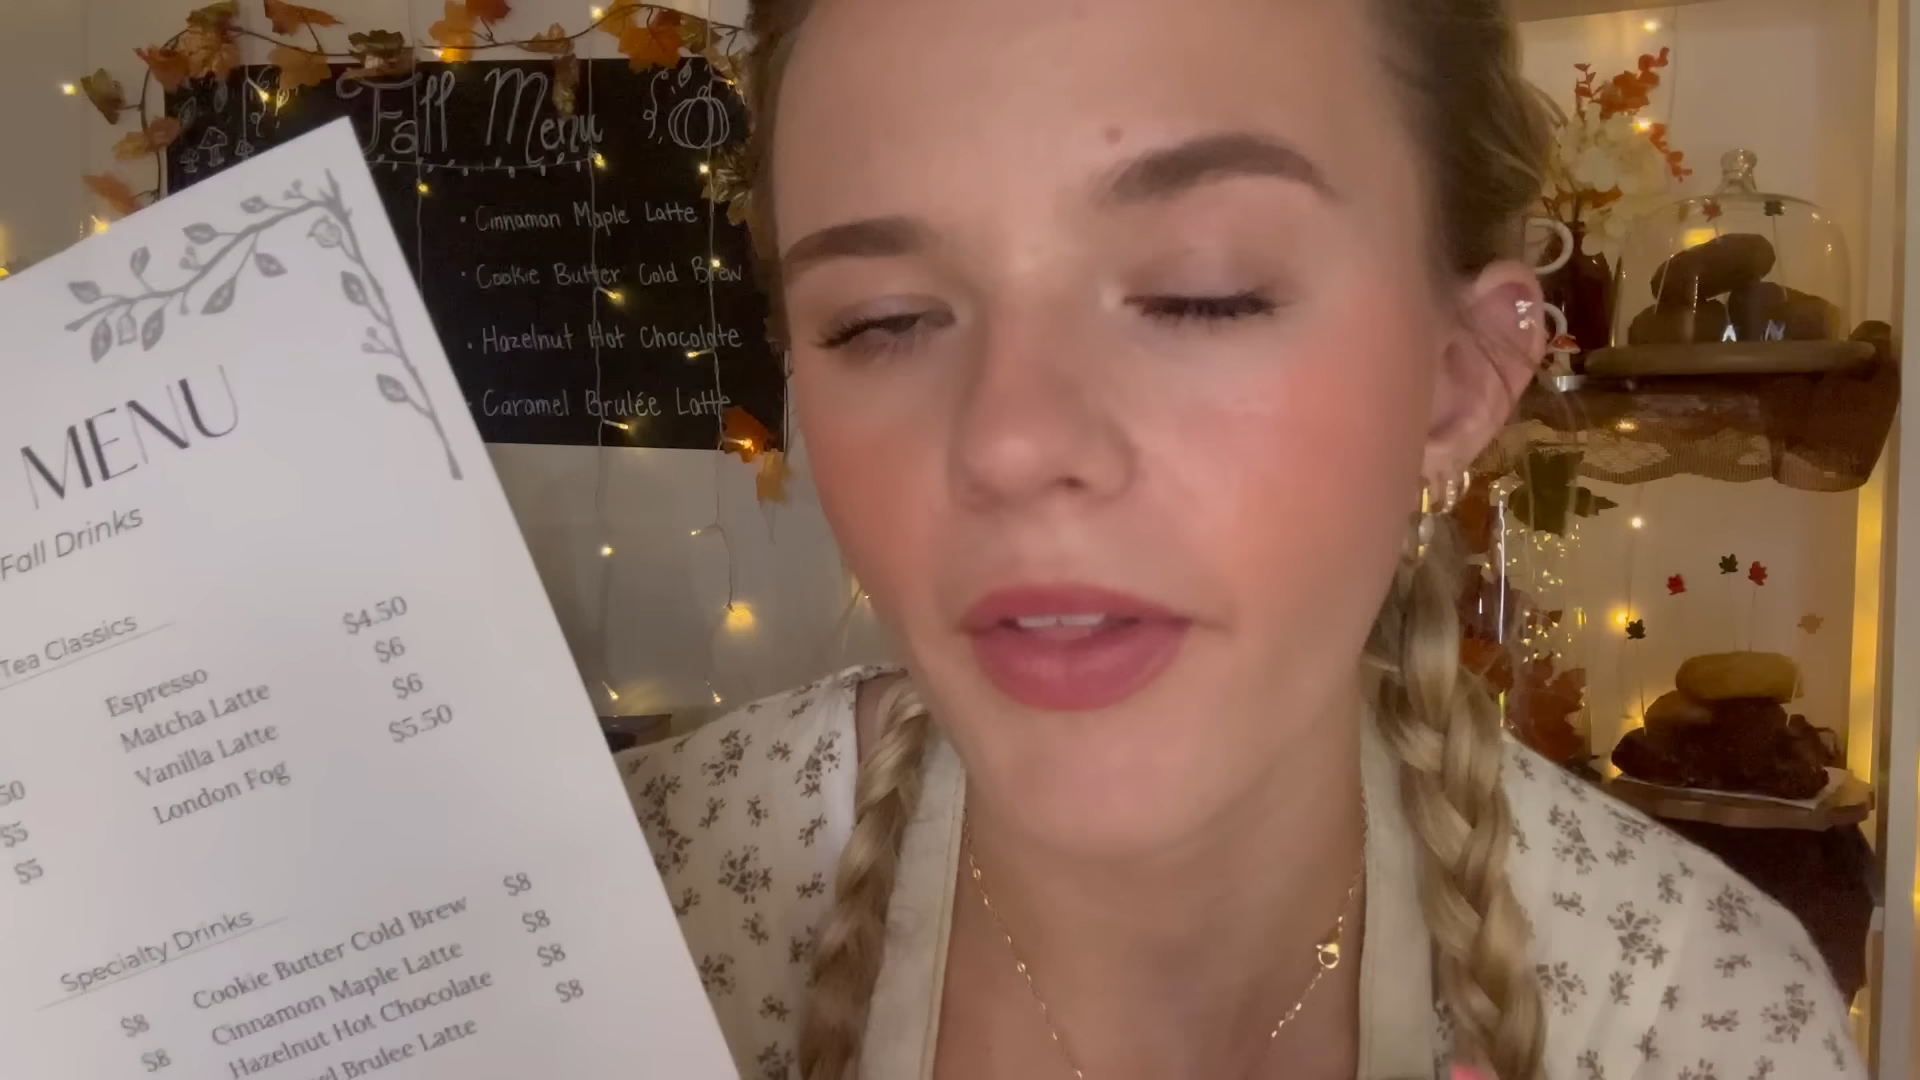 Fall Menu
• Cinnamon Maple Latte
• Cookie Butter Cold Brew
• Hazelnut Hot Chocolate
• Caramel Brulée Latte
MENU
Fall Drinks
Tea Classics
Espresso $4.50
Matcha Latte $6
Vanilla Latte $6
London Fog $5.50
$5
$5
Specialty Drinks
Cookie Butter Cold Brew $8
Cinnamon Maple Latte $8
$8 Hazelnut Hot Chocolate $8
$8 Brulee Latte $8